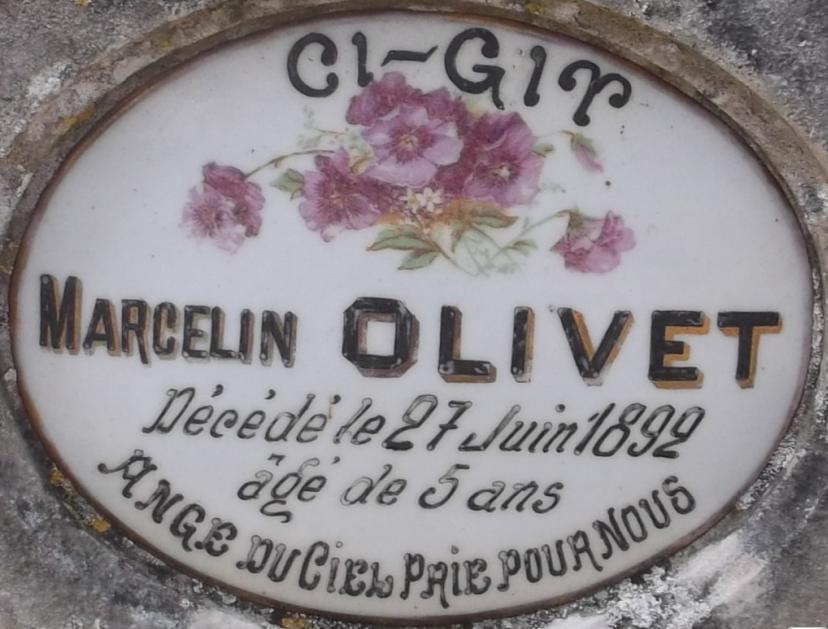 CI-GIT
MARCELIN OLIVET
Décédé le 27 Juin 1892
âgé de 5 ans
ANGE DU CIEL PRIE POUR NOUS